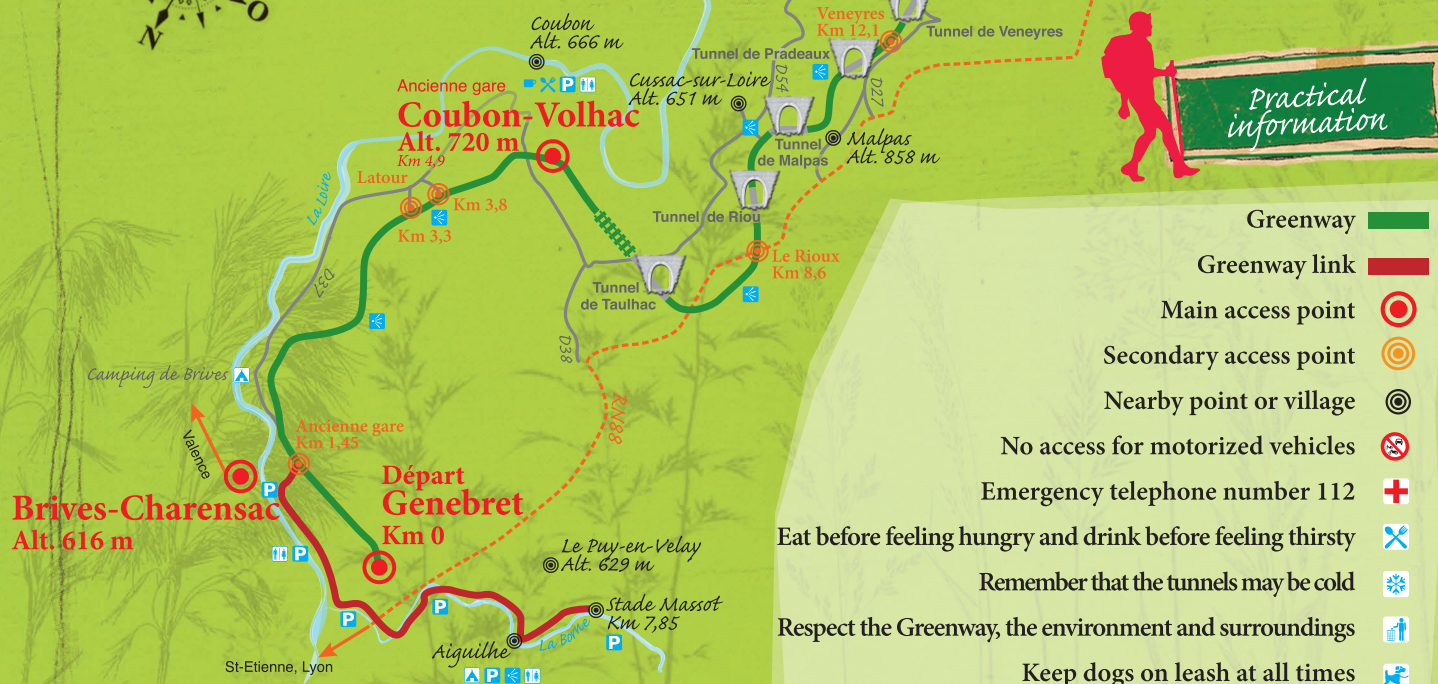 N
O
Coubon
Alt. 666 m
P
Ancienne gare
Coubon-Volhac
Alt. 720 m
Km 4,9
Latour
Km 3,8
Km 3,3
La Loire
D37
Cussac-sur-Loire
Alt. 651 m
Veneyres
Km 12,1
Tunnel de Veneyres
Tunnel de Pradeaux
D54
D27
Tunnel
de Malpas
Malpas
Alt. 858 m
Tunnel de Riou
Le Rioux
Km 8,6
Tunnel
de Taulhac
D38
RN88
Camping de Brives
Valence
Ancienne gare
Km 1,45
P
Brives-Charensac
Alt. 616 m
Départ
Genebret
Km 0
P
P
P
Le Puy-en-Velay
Alt. 629 m
Stade Massot
Km 7,85
P
Aiguilhe
La Borne
P
St-Etienne, Lyon
Practical
information
Greenway
Greenway link
Main access point
Secondary access point
Nearby point or village
No access for motorized vehicles
Emergency telephone number 112
Eat before feeling hungry and drink before feeling thirsty
Remember that the tunnels may be cold
Respect the Greenway, the environment and surroundings
Keep dogs on leash at all times